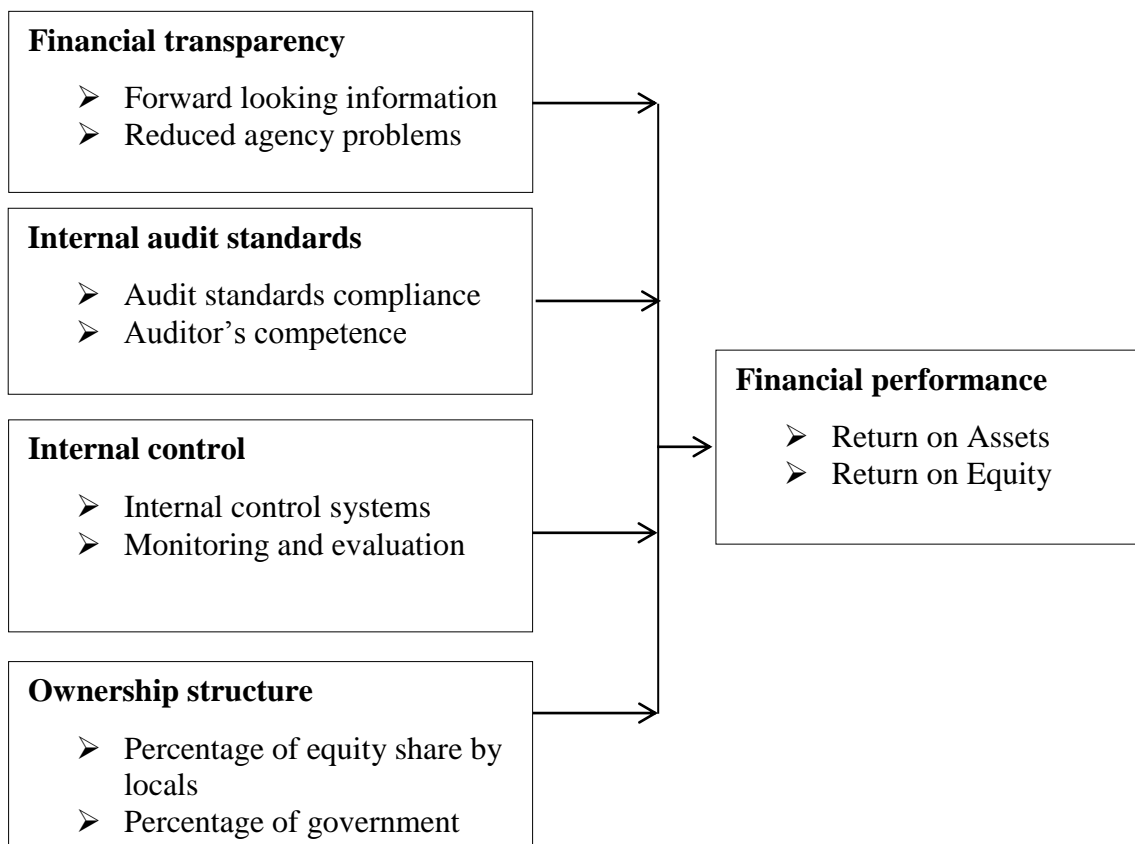 Financial transparency
➢ Forward looking information
➢ Reduced agency problems
Internal audit standards
➢ Audit standards compliance
➢ Auditor’s competence
Internal control
➢ Internal control systems
➢ Monitoring and evaluation
Ownership structure
➢ Percentage of equity share by
locals
➢ Percentage of government
Financial performance
➢ Return on Assets
➢ Return on Equity